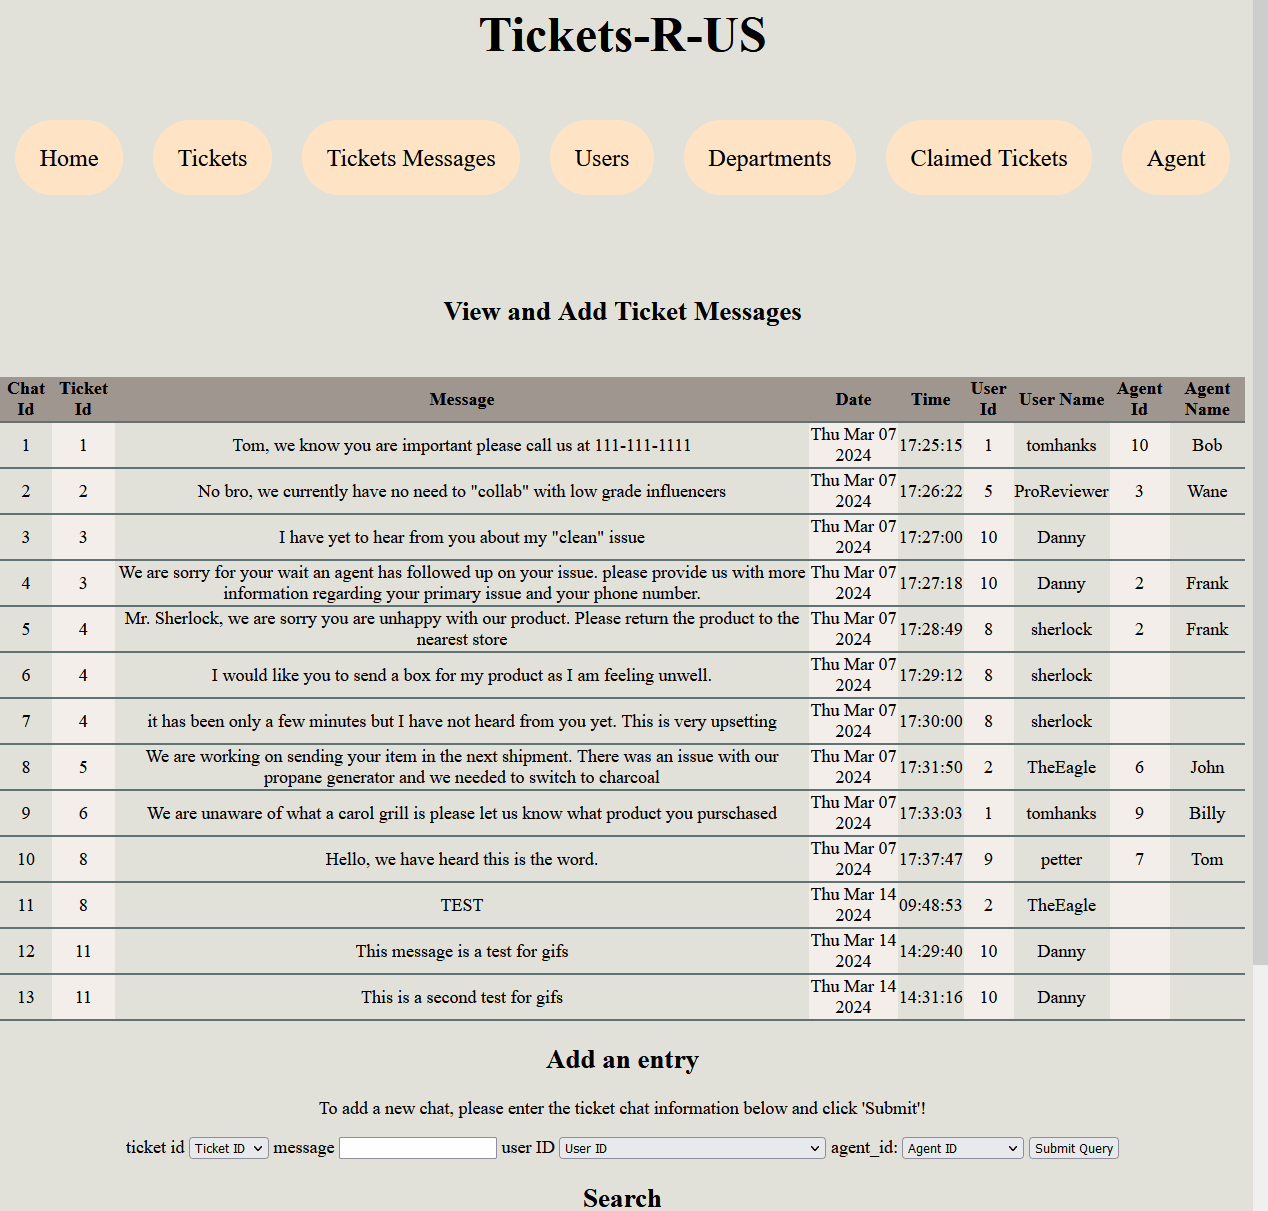 Tickets-R-US
Home Tickets Tickets Messages Users Departments Claimed Tickets Agent
View and Add Ticket Messages
Chat Id Ticket Id Message Date Time User Id User Name Agent Id Agent Name
1 1 Tom, we know you are important please call us at 111-111-1111 Thu Mar 07 2024 17:25:15 1 tomhanks 10 Bob
2 2 No bro, we currently have no need to "collab" with low grade influencers Thu Mar 07 2024 17:26:22 5 ProReviewer 3 Wane
3 3 I have yet to hear from you about my "clean" issue Thu Mar 07 2024 17:27:00 10 Danny
4 3 We are sorry for your wait an agent has followed up on your issue. please provide us with more information regarding your primary issue and your phone number. Thu Mar 07 2024 17:27:18 10 Danny 2 Frank
5 4 Mr. Sherlock, we are sorry you are unhappy with our product. Please return the product to the nearest store Thu Mar 07 2024 17:28:49 8 sherlock 2 Frank
6 4 I would like you to send a box for my product as I am feeling unwell. Thu Mar 07 2024 17:29:12 8 sherlock
7 4 it has been only a few minutes but I have not heard from you yet. This is very upsetting Thu Mar 07 2024 17:30:00 8 sherlock
8 5 We are working on sending your item in the next shipment. There was an issue with our propane generator and we needed to switch to charcoal Thu Mar 07 2024 17:31:50 2 TheEagle 6 John
9 6 We are unaware of what a carol grill is please let us know what product you purschased Thu Mar 07 2024 17:33:03 1 tomhanks 9 Billy
10 8 Hello, we have heard this is the word. Thu Mar 07 2024 17:37:47 9 petter 7 Tom
11 8 TEST Thu Mar 14 2024 09:48:53 2 TheEagle
12 11 This message is a test for gifs Thu Mar 14 2024 14:29:40 10 Danny
13 11 This is a second test for gifs Thu Mar 14 2024 14:31:16 10 Danny
Add an entry
To add a new chat, please enter the ticket chat information below and click 'Submit'!
ticket id Ticket ID message user ID User ID agent_id: Agent ID Submit Query
Search